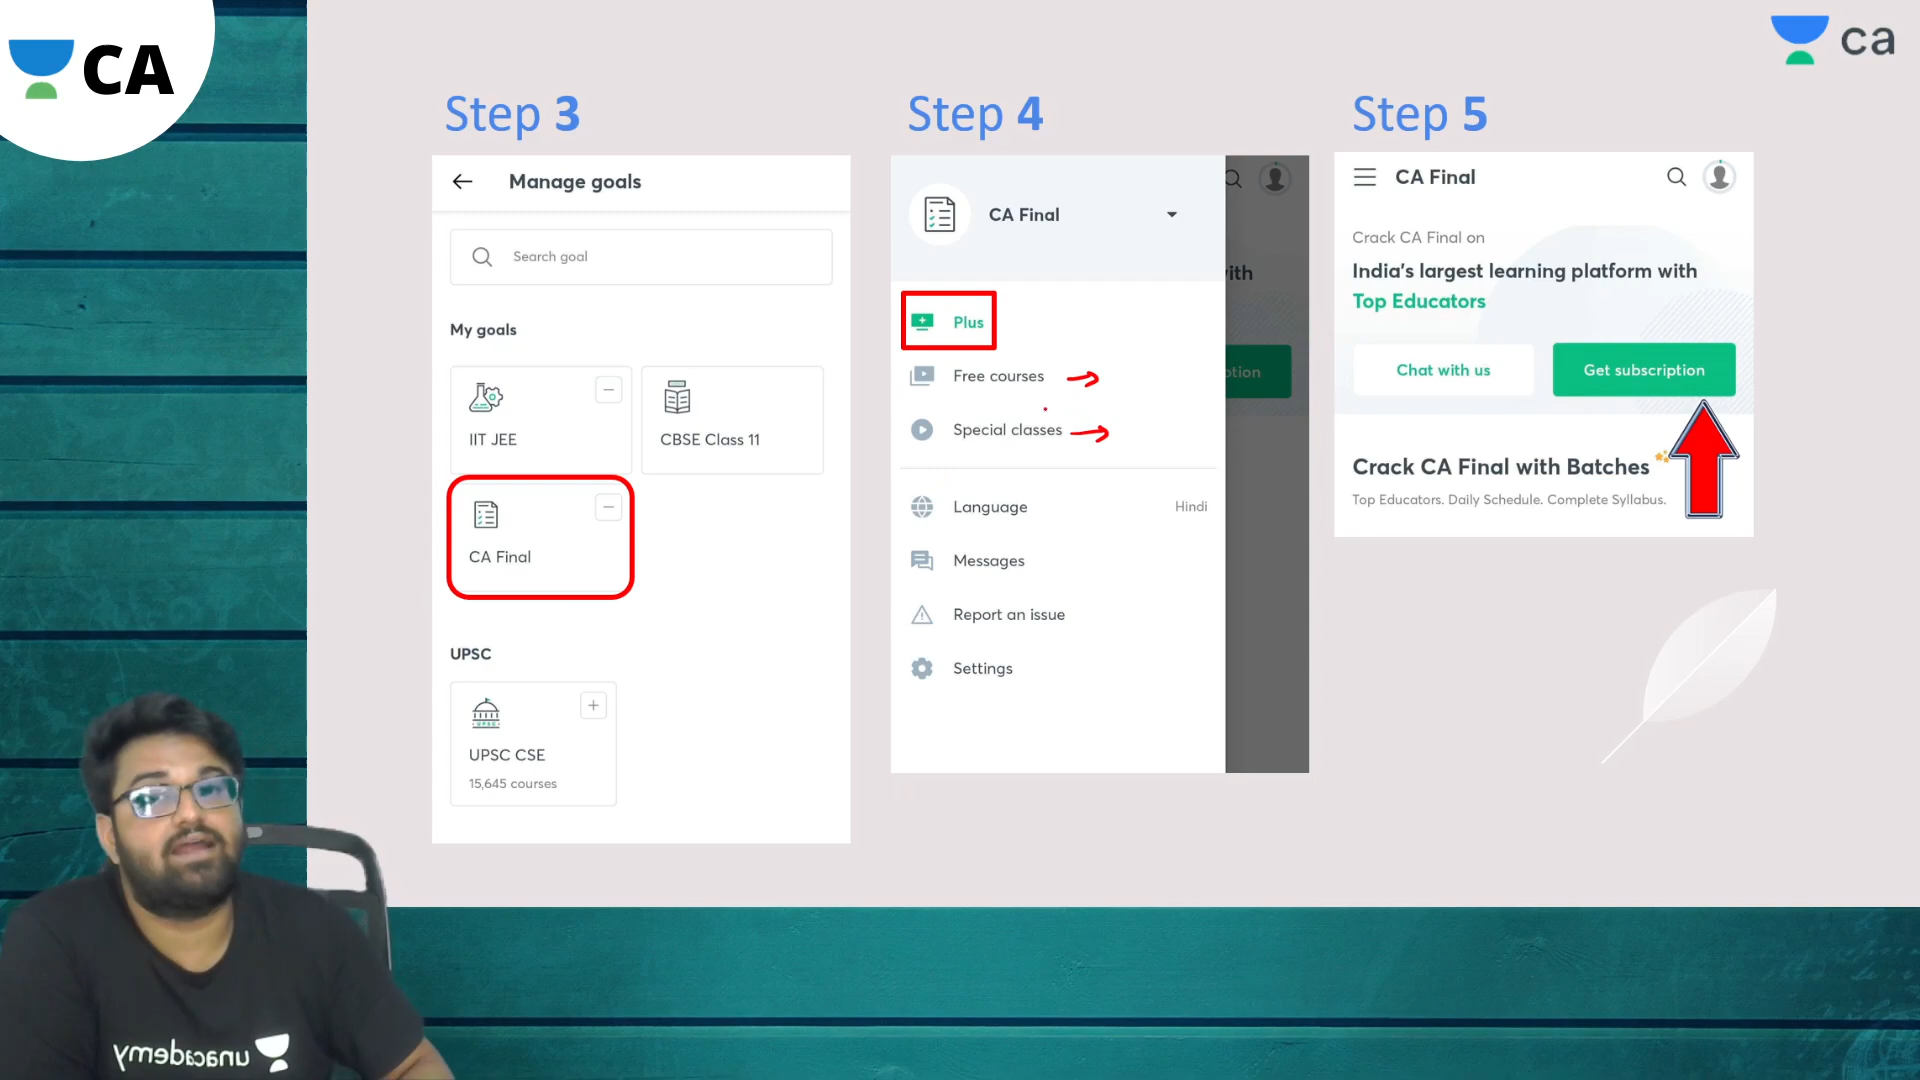 CA
ca
Step 3
Manage goals
Search goal
My goals
IIT JEE
CBSE Class 11
CA Final
UPSC
UPSC CSE
15,645 courses
Step 4
CA Final
Plus
Free courses
Special classes
Language Hindi
Messages
Report an issue
Settings
Step 5
CA Final
Crack CA Final on
India's largest learning platform with
Top Educators
Chat with us
Get subscription
Crack CA Final with Batches
Top Educators. Daily Schedule. Complete Syllabus.
unacademy